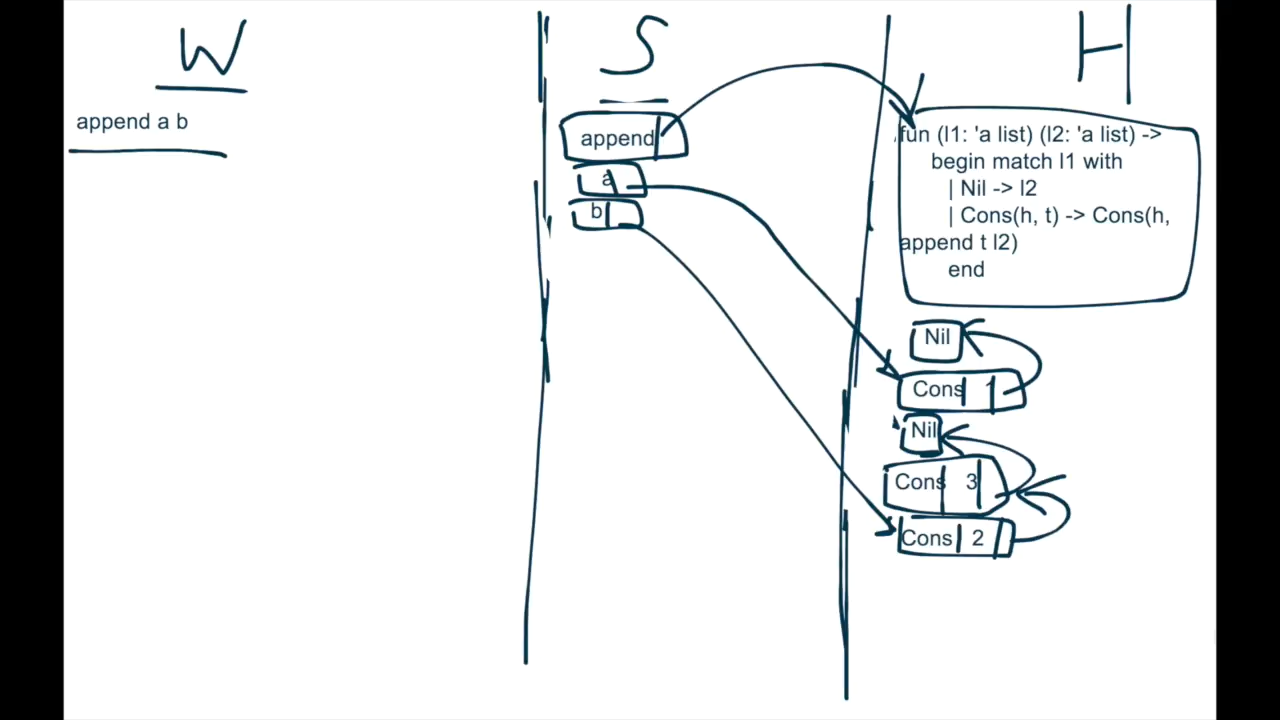 W
append a b
S
append
a
b
H
fun (l1: 'a list) (l2: 'a list) ->
begin match l1 with
| Nil -> l2
| Cons(h, t) -> Cons(h,
append t l2)
end
Nil
Cons 1
Nil
Cons 3
Cons 2